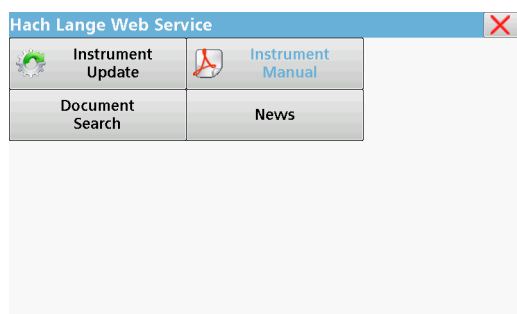 Hach Lange Web Service
Instrument
Update
Instrument
Manual
Document
Search
News